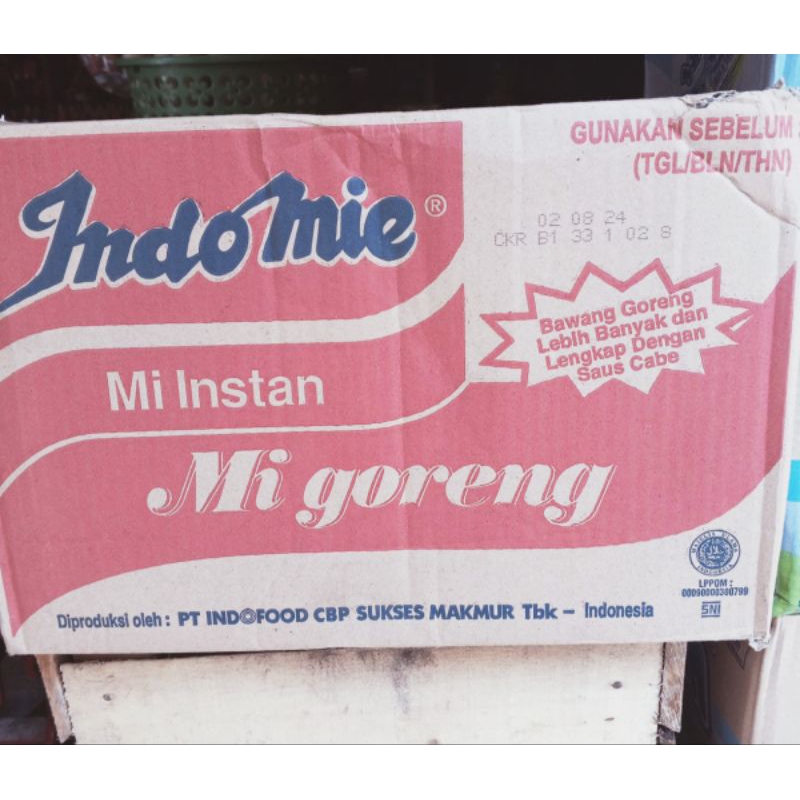 GUNAKAN SEBELUM
(TGL/BLN/THN)
Indomie ®
02 08 24
CKR B1 33 1 02 8
Bawang Goreng
Lebih Banyak dan
Lengkap Dengan
Saus Cabe
Mi Instan
Mi goreng
LPPOM :
00090000300799
SNI
Diproduksi oleh : PT INDOFOOD CBP SUKSES MAKMUR Tbk – Indonesia